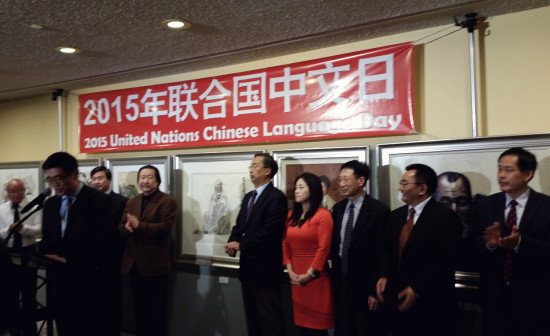 2015年联合国中文日
2015 United Nations Chinese Language Day